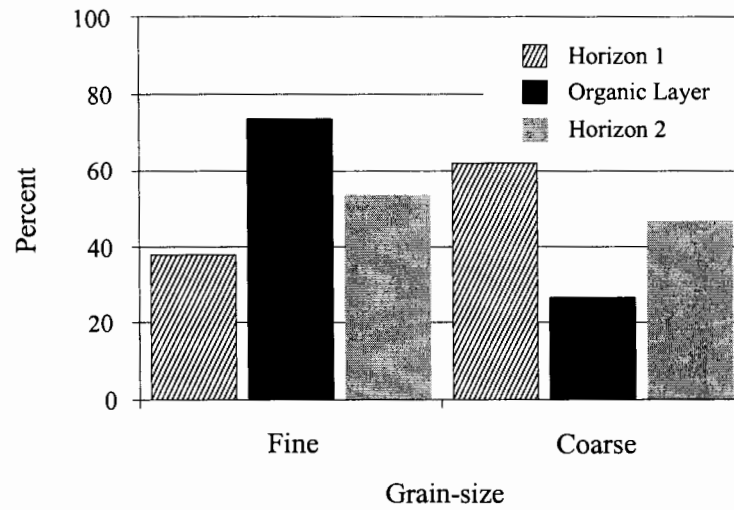 100
80
60
40
20
0
Percent
Horizon 1
Organic Layer
Horizon 2
Fine
Coarse
Grain-size